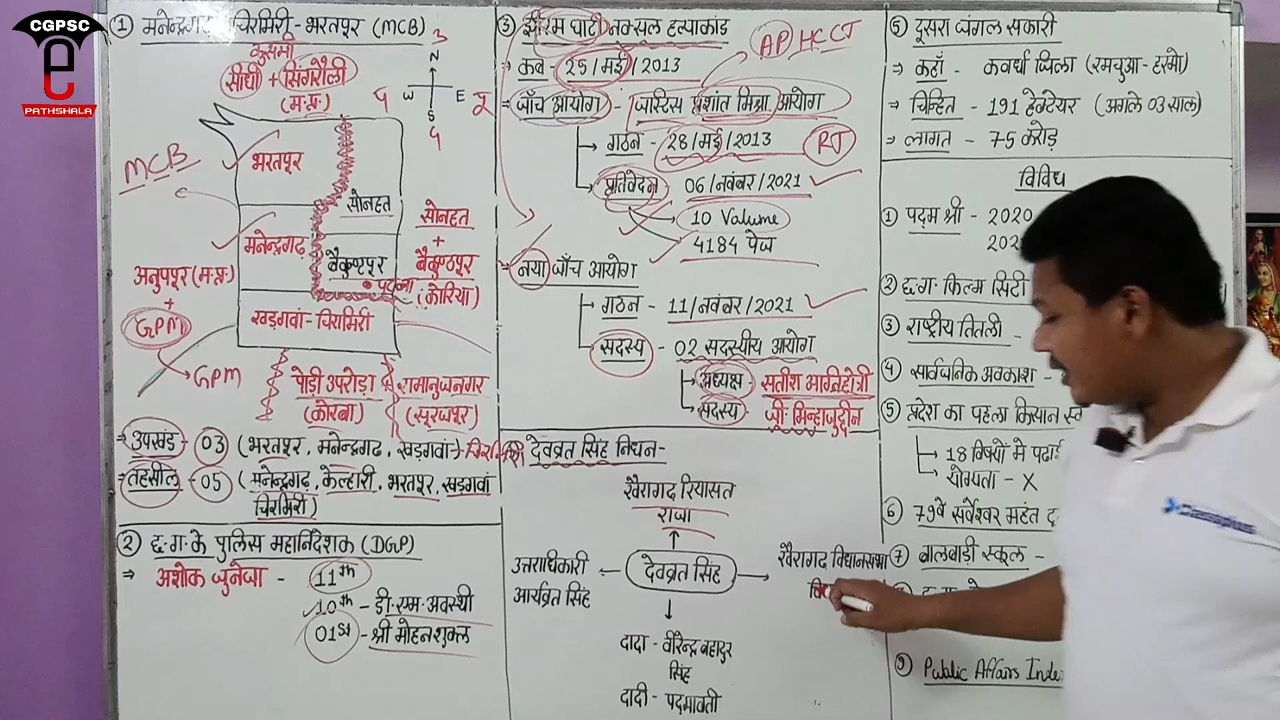 CGPSC
e
PATHSHALA
① मनेन्द्रगढ़ चिरमिरी-भरतपुर (MCB)
कुसमी
सीधी + सिंगरौली
(म.प्र.)
N
W E
S
MCB
भरतपुर
सोनहत
मनेन्द्रगढ़
बैकुण्ठपुर
पटना
सोनहत
+
बैकुण्ठपुर
(कोरिया)
अनुपपुर (म.प्र.)
+
GPM
GPM
खड़गवां-चिरमिरी
पोड़ी उपरोड़ा
(कोरबा)
रामानुजनगर
(सूरजपुर)
→ उपखंड - 03 (भरतपुर, मनेन्द्रगढ, खड़गवां-चिरमिरी)
→ तहसील - 05 (मनेन्द्रगढ़, केल्हारी, भरतपुर, खड़गवां
चिरमिरी)
② छ.ग. के पुलिस महानिदेशक (DGP)
→ अशोक जुनेजा - 11th
10th - डी.एम. अवस्थी
01st - श्री मोहन शुक्ल
③ झीरम घाटी नक्सल हत्याकांड
AP HCCJ
→ कब - 25/मई/2013
→ जाँच आयोग - जास्टिस प्रशांत मिश्रा आयोग
गठन - 28/मई/2013
RJ
प्रतिवेदन 06/नवंबर/2021
10 Volume
4184 पेज
→ नया जाँच आयोग
गठन - 11/नवंबर/2021
सदस्य - 02 सदस्यीय आयोग
अध्यक्ष - सतीश अग्निहोत्री
सदस्य - जी. मिन्हाजुद्दीन
देवव्रत सिंह निधन-
खैरागढ रियासत
राजा
उत्तराधिकारी
आर्यव्रत सिंह
देवव्रत सिंह
खैरागढ विधानसभा
दादा - वीरेन्द्र बहादुर
सिंह
दादी - पदमावती
⑤ दूसरा जंगल सफारी
→ कहाँ - कवर्धा जिला (रमचुआ-हरमो)
→ चिन्हित - 191 हेक्टेयर (अगले 03 साल)
→ लागत - 75 करोड़
विविध
① पद्म श्री - 2020
② छ.ग. फिल्म सिटी
③ राष्ट्रीय तितली -
④ सार्वजनिक अवकाश -
⑤ प्रदेश का पहला किसान
18 विषयों में
योग्यता - X
⑥ 79वें सर्वेश्वर महंत
⑦ बालबाड़ी स्कूल -
⑨ Public Affairs Inde
Classplus